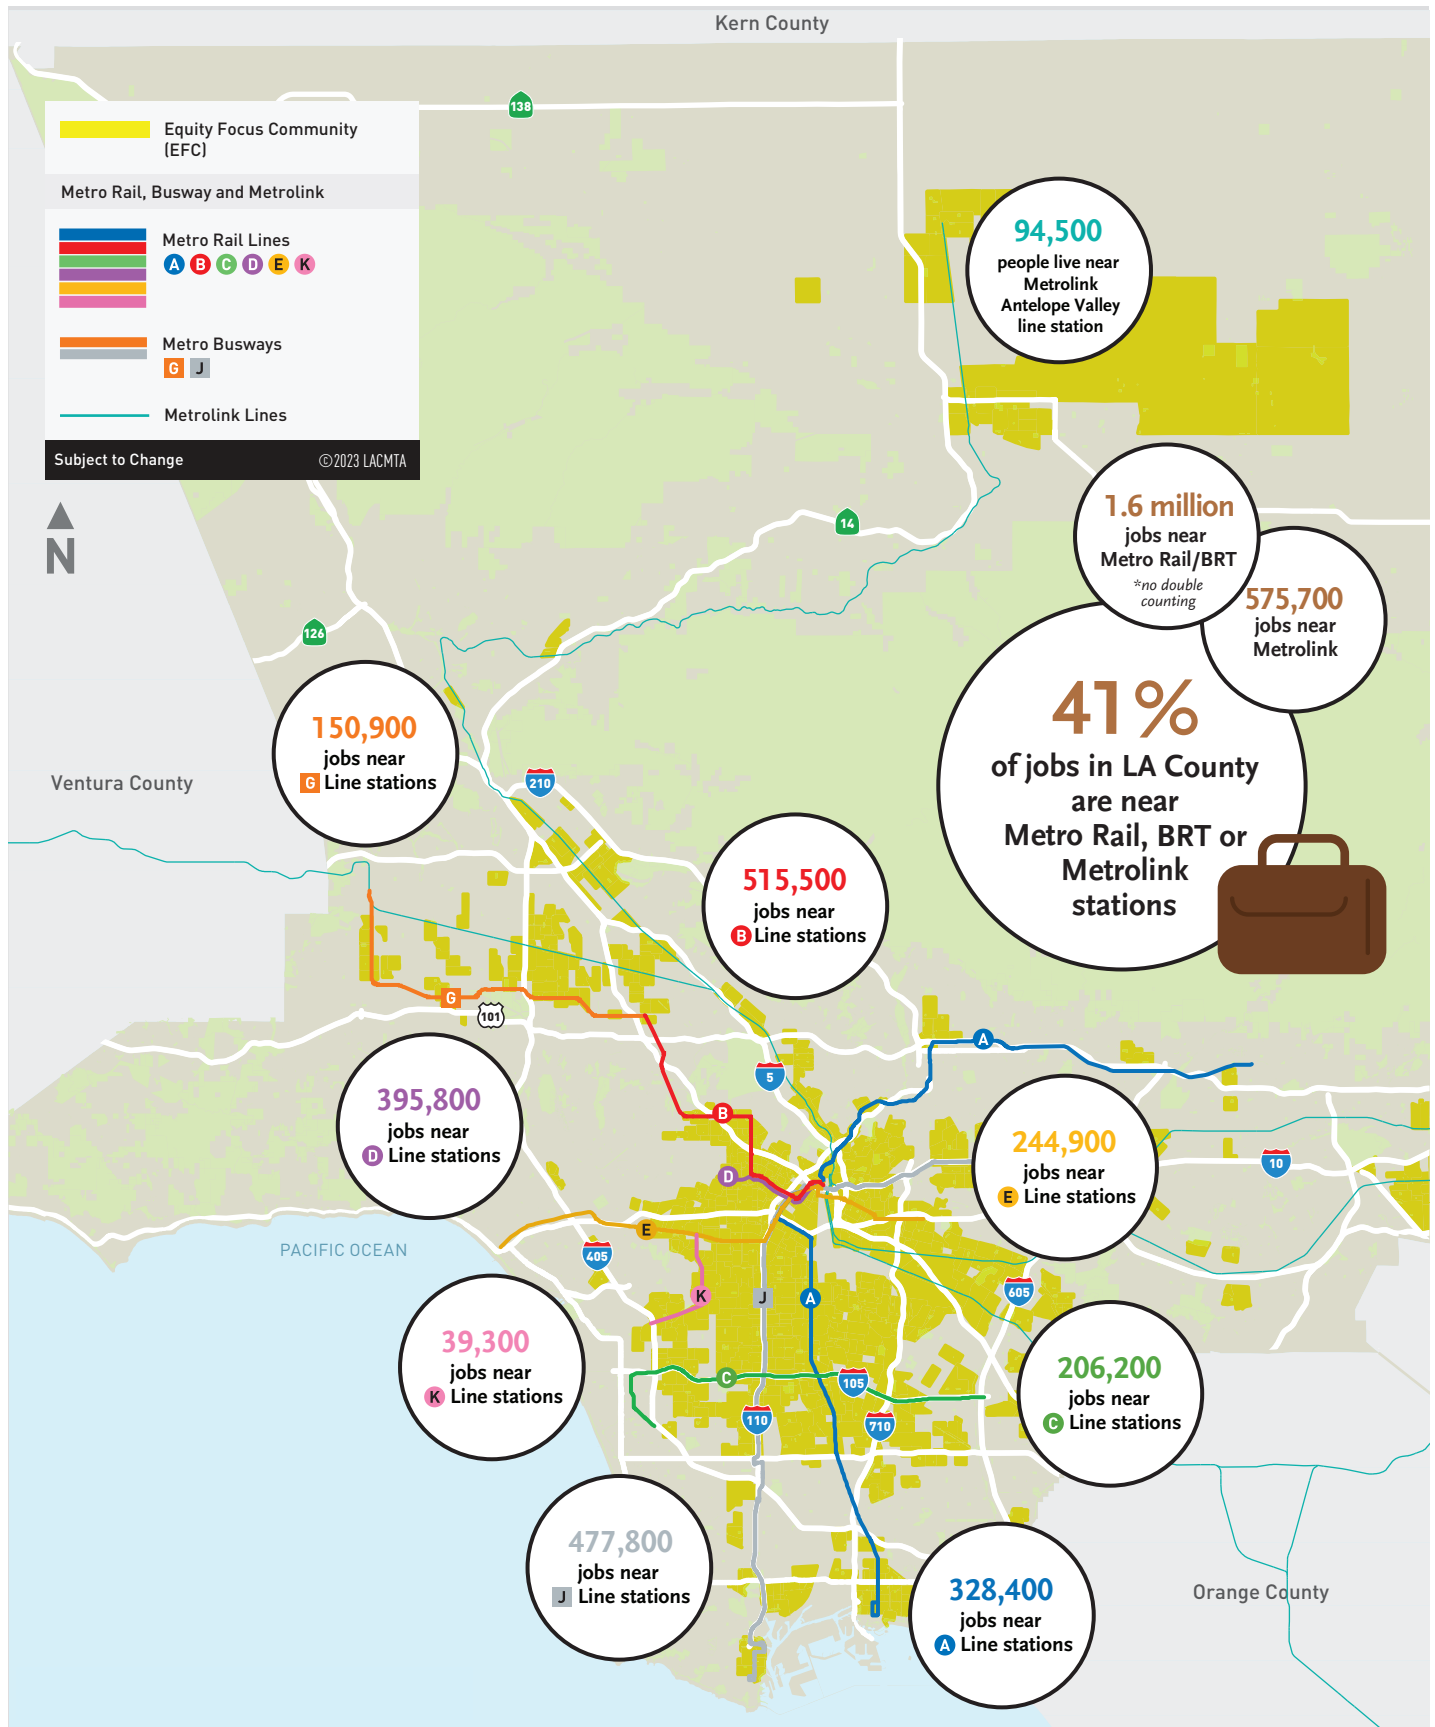 Kern County
138
Equity Focus Community
(EFC)
Metro Rail, Busway and Metrolink
Metro Rail Lines
A B C D E K
Metro Busways
G J
Metrolink Lines
Subject to Change
©2023 LACMTA
N
94,500
people live near
Metrolink
Antelope Valley
line station
14
126
1.6 million
jobs near
Metro Rail/BRT
*no double
counting
575,700
jobs near
Metrolink
41%
of jobs in LA County
are near
Metro Rail, BRT or
Metrolink
stations
150,900
jobs near
G Line stations
Ventura County
210
515,500
jobs near
B Line stations
G
101
A
5
395,800
jobs near
D Line stations
B
D
244,900
jobs near
E Line stations
10
E
PACIFIC OCEAN
405
K
J
A
605
39,300
jobs near
K Line stations
C
105
110
710
206,200
jobs near
C Line stations
477,800
jobs near
J Line stations
328,400
jobs near
A Line stations
Orange County